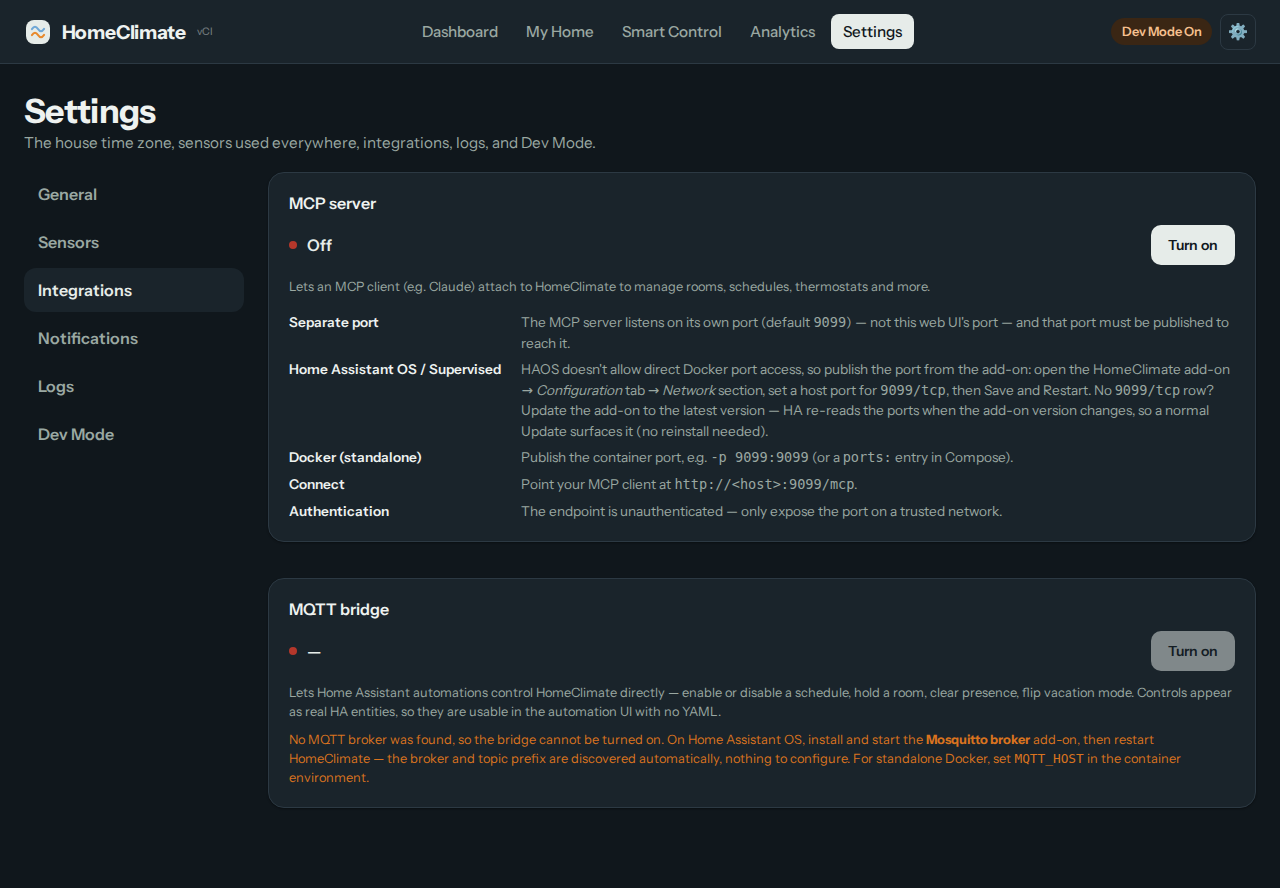 HomeClimate vCI
Dashboard
My Home
Smart Control
Analytics
Settings
Dev Mode On
Settings
The house time zone, sensors used everywhere, integrations, logs, and Dev Mode.
General
Sensors
Integrations
Notifications
Logs
Dev Mode
MCP server
Off
Turn on
Lets an MCP client (e.g. Claude) attach to HomeClimate to manage rooms, schedules, thermostats and more.
Separate port
The MCP server listens on its own port (default 9099) — not this web UI's port — and that port must be published to
reach it.
Home Assistant OS / Supervised
HAOS doesn't allow direct Docker port access, so publish the port from the add-on: open the HomeClimate add-on
→ Configuration tab → Network section, set a host port for 9099/tcp, then Save and Restart. No 9099/tcp row?
Update the add-on to the latest version — HA re-reads the ports when the add-on version changes, so a normal
Update surfaces it (no reinstall needed).
Docker (standalone)
Publish the container port, e.g. -p 9099:9099 (or a ports: entry in Compose).
Connect
Point your MCP client at http://<host>:9099/mcp.
Authentication
The endpoint is unauthenticated — only expose the port on a trusted network.
MQTT bridge
—
Turn on
Lets Home Assistant automations control HomeClimate directly — enable or disable a schedule, hold a room, clear presence, flip vacation mode. Controls appear
as real HA entities, so they are usable in the automation UI with no YAML.
No MQTT broker was found, so the bridge cannot be turned on. On Home Assistant OS, install and start the Mosquitto broker add-on, then restart
HomeClimate — the broker and topic prefix are discovered automatically, nothing to configure. For standalone Docker, set MQTT_HOST in the container
environment.